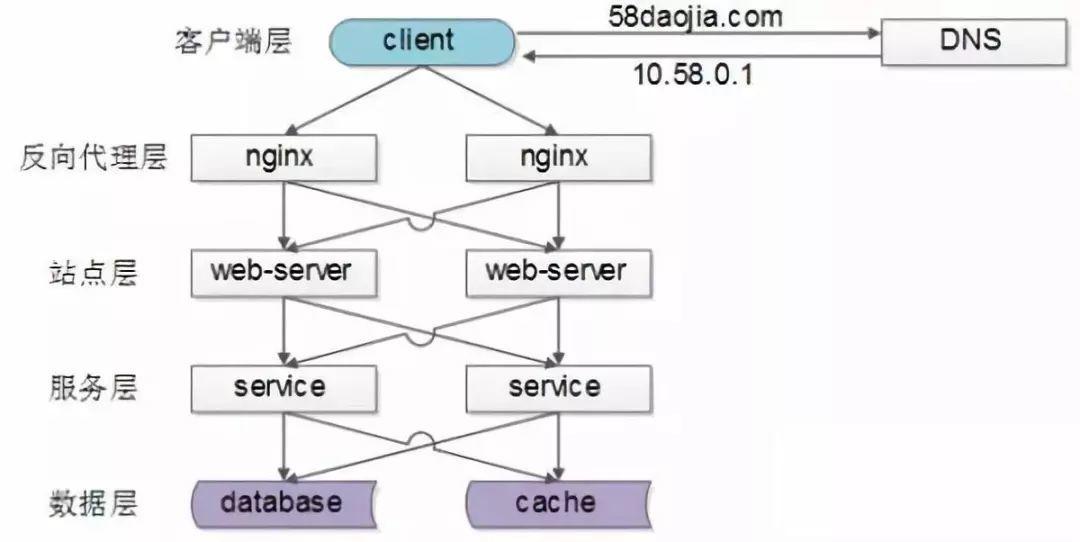 58daojia.com
客户端层 client DNS
10.58.0.1
反向代理层 nginx nginx
站点层 web-server web-server
服务层 service service
数据层 database cache